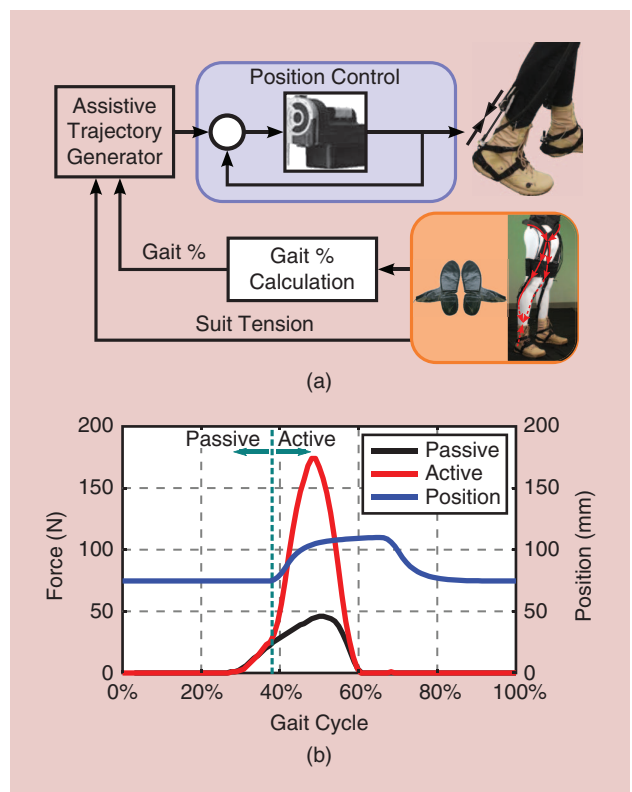 Position Control
Assistive
Trajectory
Generator
Gait %
Gait %
Calculation
Suit Tension
(a)
200
200
Passive
Active
Passive
Active
Position
150
150
100
100
50
50
0
0
Force (N)
Position (mm)
0%
20%
40%
60%
80%
100%
Gait Cycle
(b)